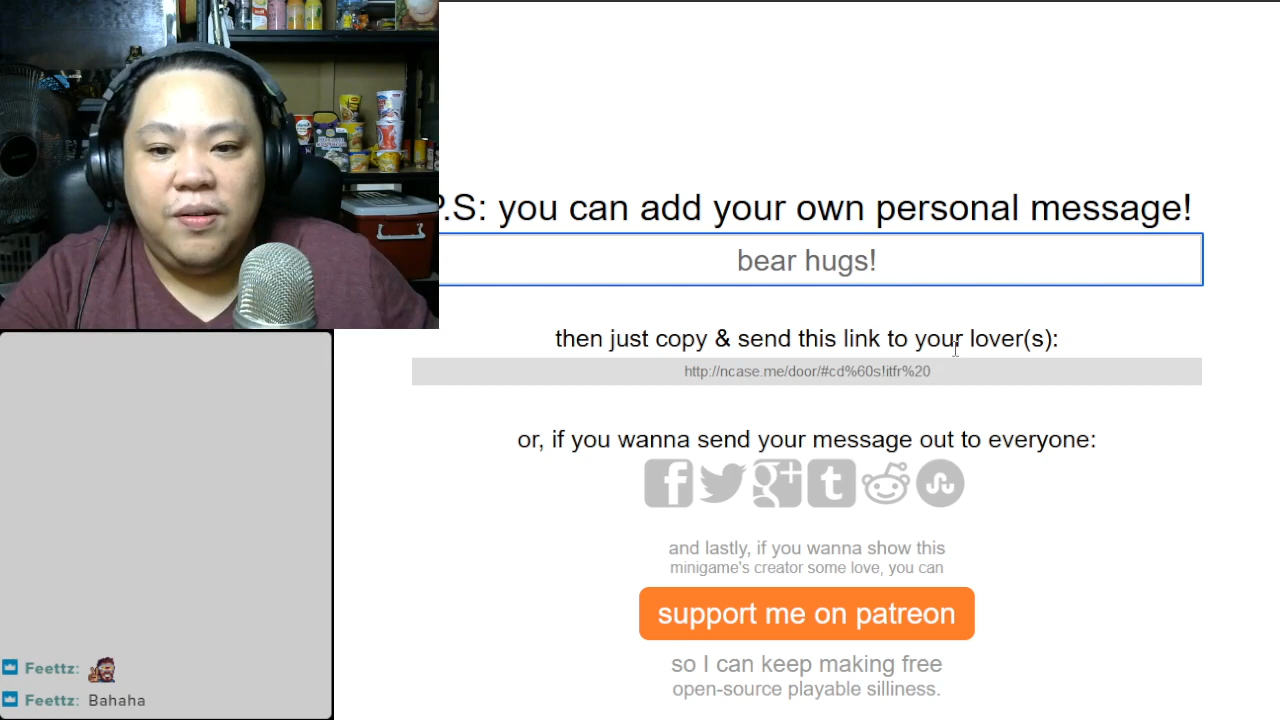 P.S: you can add your own personal message!
bear hugs!
then just copy & send this link to your lover(s):
http://ncase.me/door/#cd%60s!itfr%20
or, if you wanna send your message out to everyone:
and lastly, if you wanna show this
minigame's creator some love, you can
support me on patreon
so I can keep making free
open-source playable silliness.
Feettz:
Feettz: Bahaha